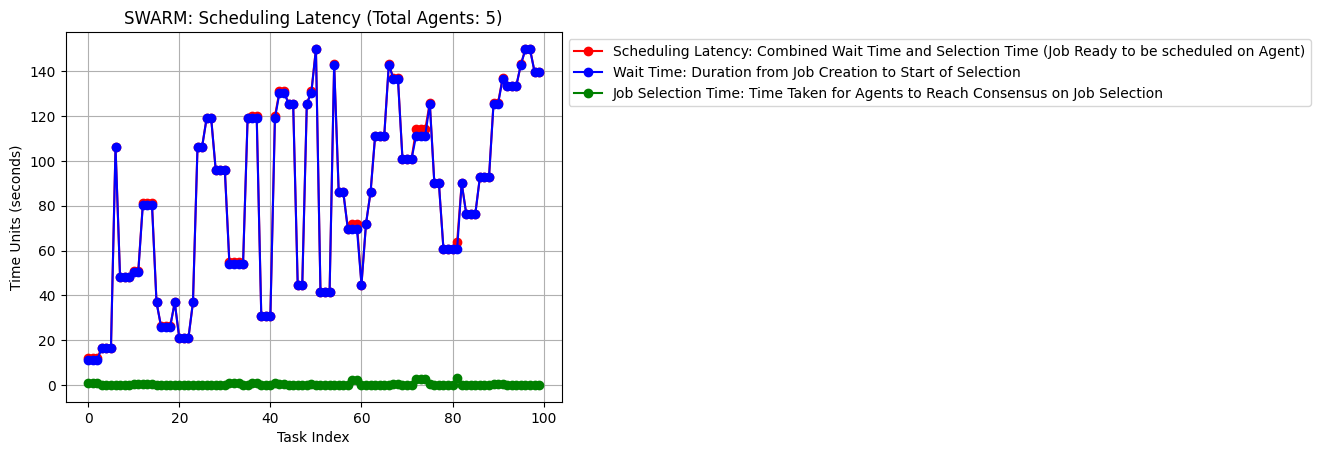 SWARM: Scheduling Latency (Total Agents: 5)
Scheduling Latency: Combined Wait Time and Selection Time (Job Ready to be scheduled on Agent)
Wait Time: Duration from Job Creation to Start of Selection
Job Selection Time: Time Taken for Agents to Reach Consensus on Job Selection
Time Units (seconds)
140
120
100
80
60
40
20
0
0 20 40 60 80 100
Task Index